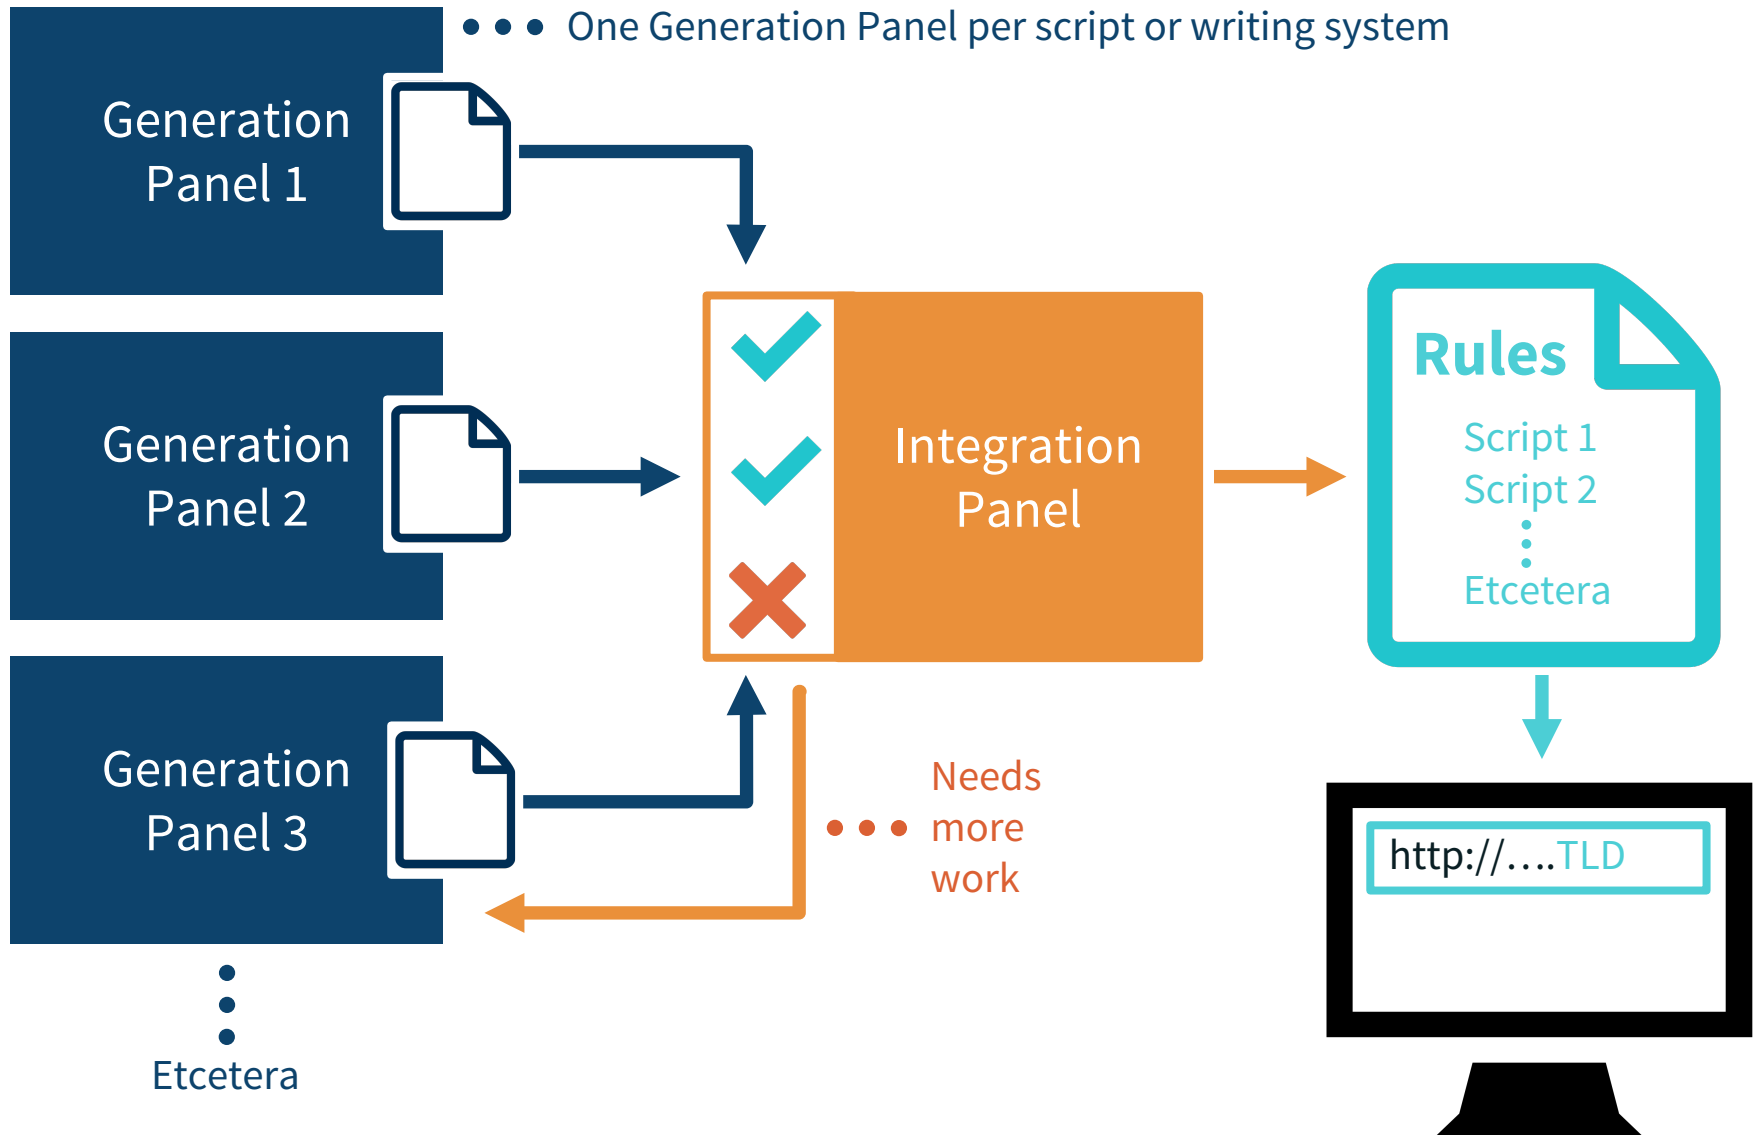 One Generation Panel per script or writing system
Generation
Panel 1
Generation
Panel 2
Generation
Panel 3
Etcetera
Integration
Panel
Needs
more
work
Rules
Script 1
Script 2
Etcetera
http://....TLD